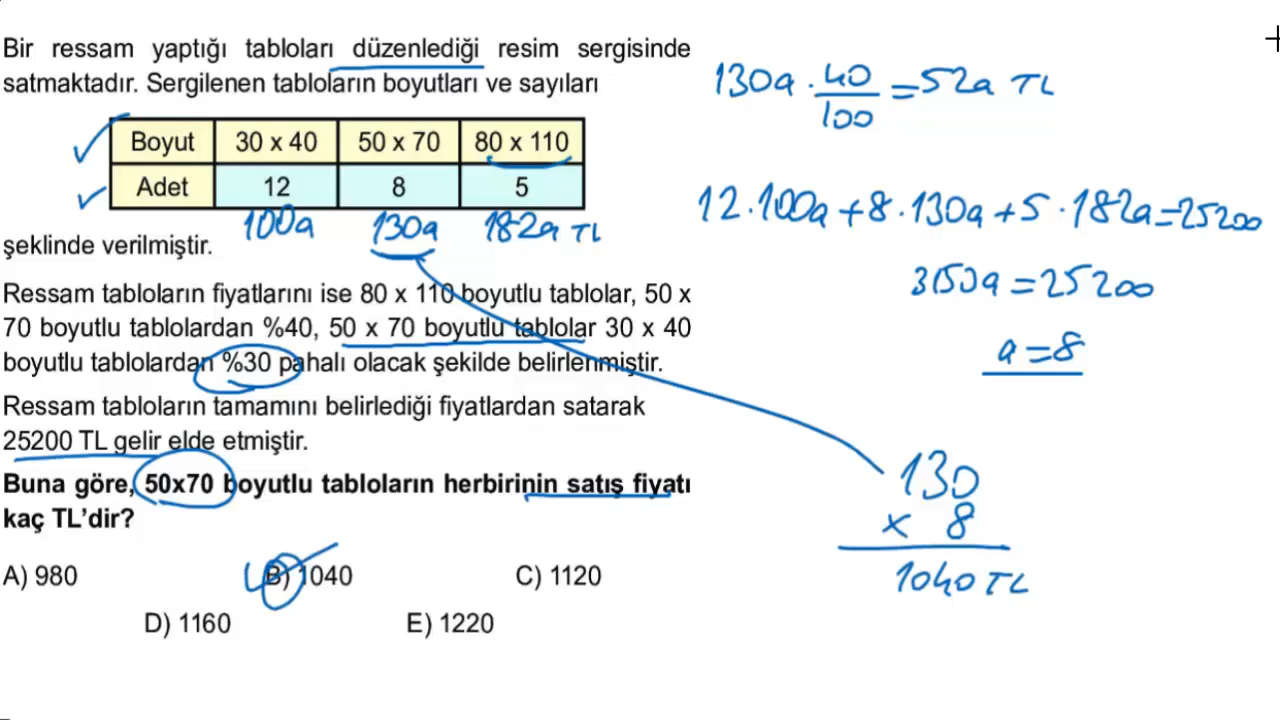 Bir ressam yaptığı tabloları düzenlediği resim sergisinde
satmaktadır. Sergilenen tabloların boyutları ve sayıları
Boyut 30 x 40 50 x 70 80 x 110
Adet 12 8 5
100a 130a 182a TL
şeklinde verilmiştir.
Ressam tabloların fiyatlarını ise 80 x 110 boyutlu tablolar, 50 x
70 boyutlu tablolardan %40, 50 x 70 boyutlu tablolar 30 x 40
boyutlu tablolardan %30 pahalı olacak şekilde belirlenmiştir.
Ressam tabloların tamamını belirlediği fiyatlardan satarak
25200 TL gelir elde etmiştir.
Buna göre, 50x70 boyutlu tabloların herbirinin satış fiyatı
kaç TL'dir?
A) 980 B) 1040 C) 1120
D) 1160 E) 1220
130a . 40/100 = 52a TL
12.100a + 8.130a + 5.182a = 25200
3150a = 25200
a = 8
130
x 8
1040 TL